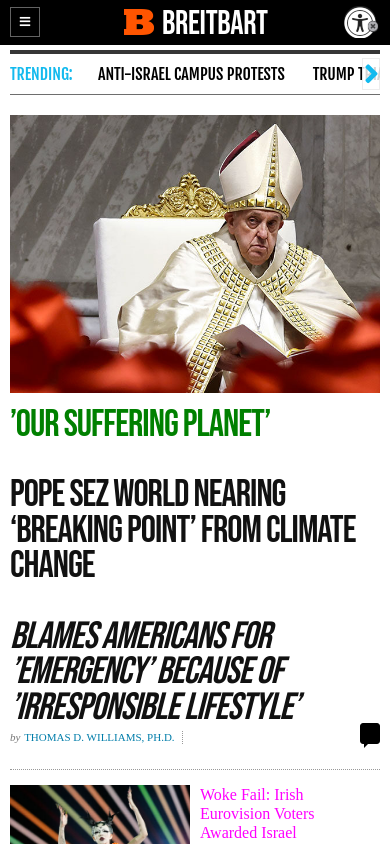 BREITBART
TRENDING: ANTI-ISRAEL CAMPUS PROTESTS TRUMP
'OUR SUFFERING PLANET'
POPE SEZ WORLD NEARING
‘BREAKING POINT’ FROM CLIMATE
CHANGE
BLAMES AMERICANS FOR
'EMERGENCY' BECAUSE OF
'IRRESPONSIBLE LIFESTYLE'
by THOMAS D. WILLIAMS, PH.D.
Woke Fail: Irish
Eurovision Voters
Awarded Israel